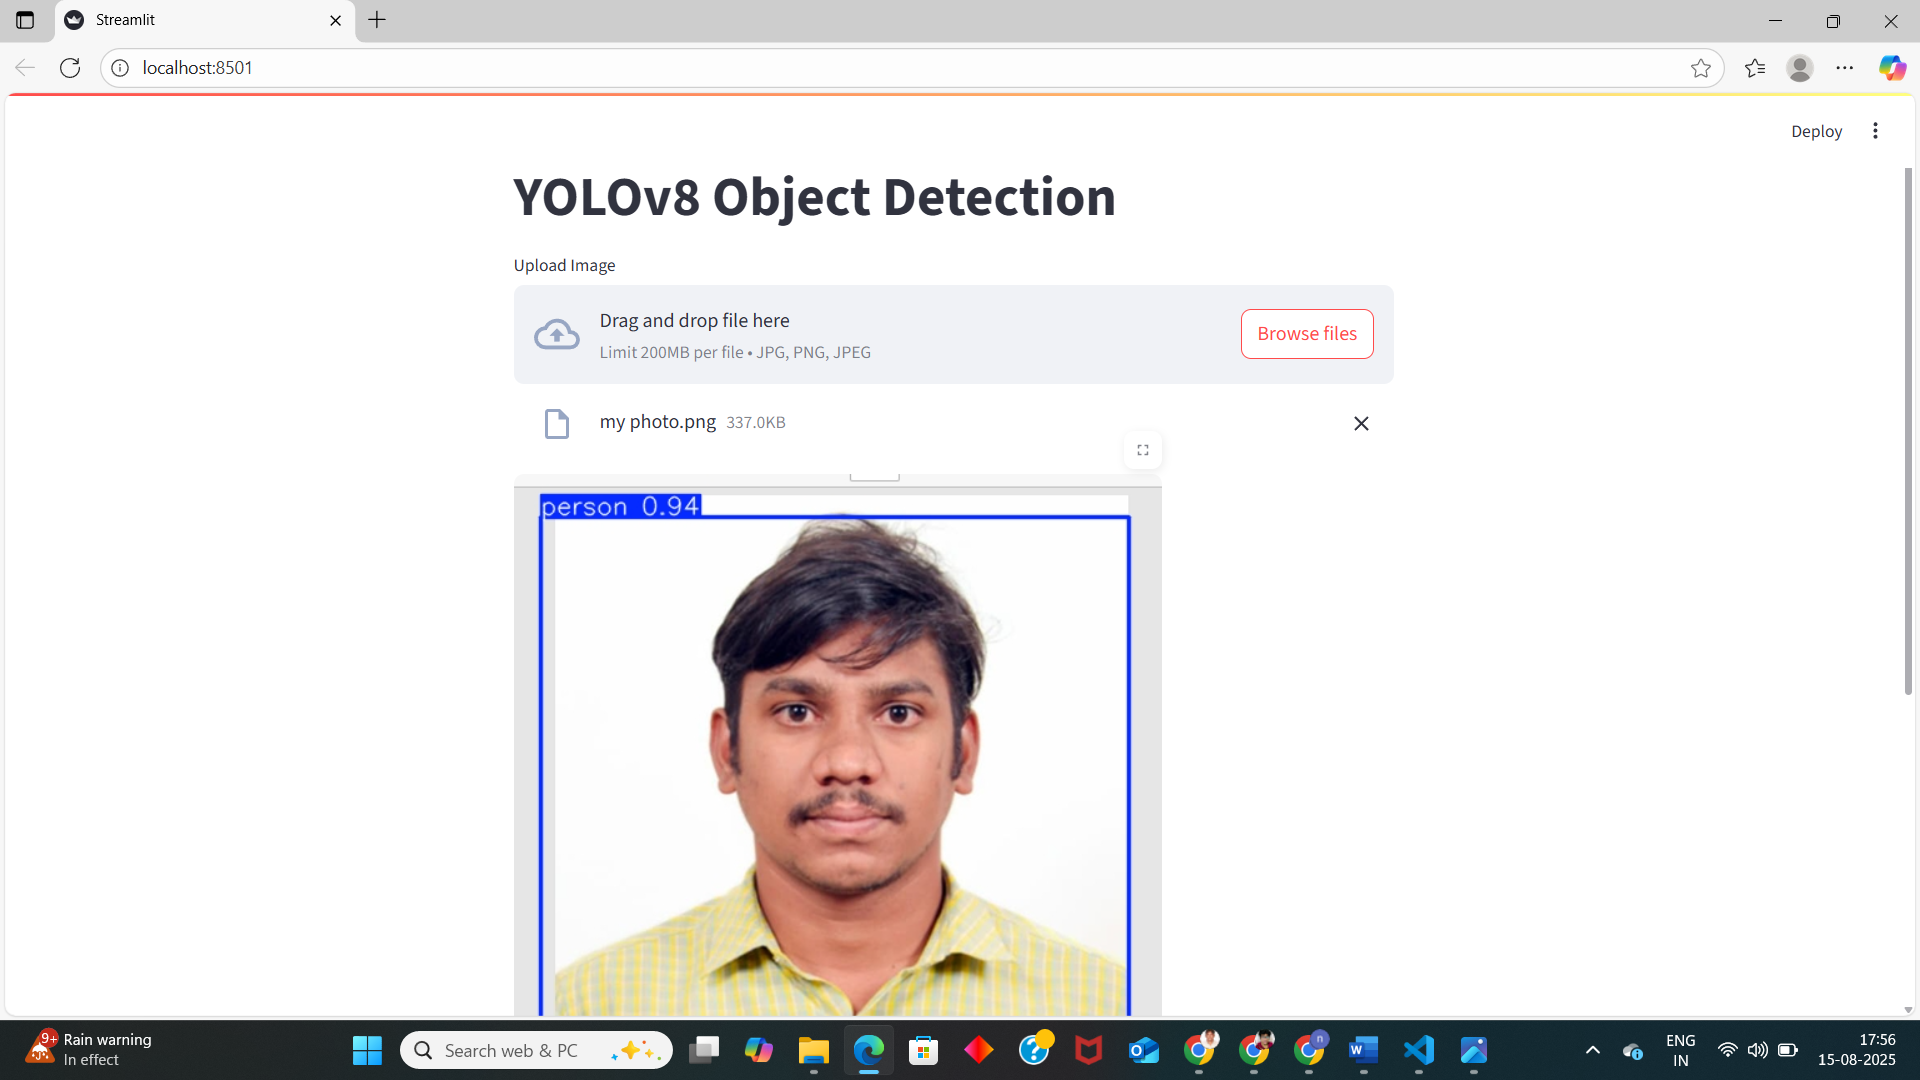 Streamlit
localhost:8501
Deploy
YOLOv8 Object Detection
Upload Image
Drag and drop file here
Limit 200MB per file • JPG, PNG, JPEG
Browse files
my photo.png 337.0KB
person 0.94
9+
Rain warning
In effect
Search web & PC
n
ENG
IN
17:56
15-08-2025